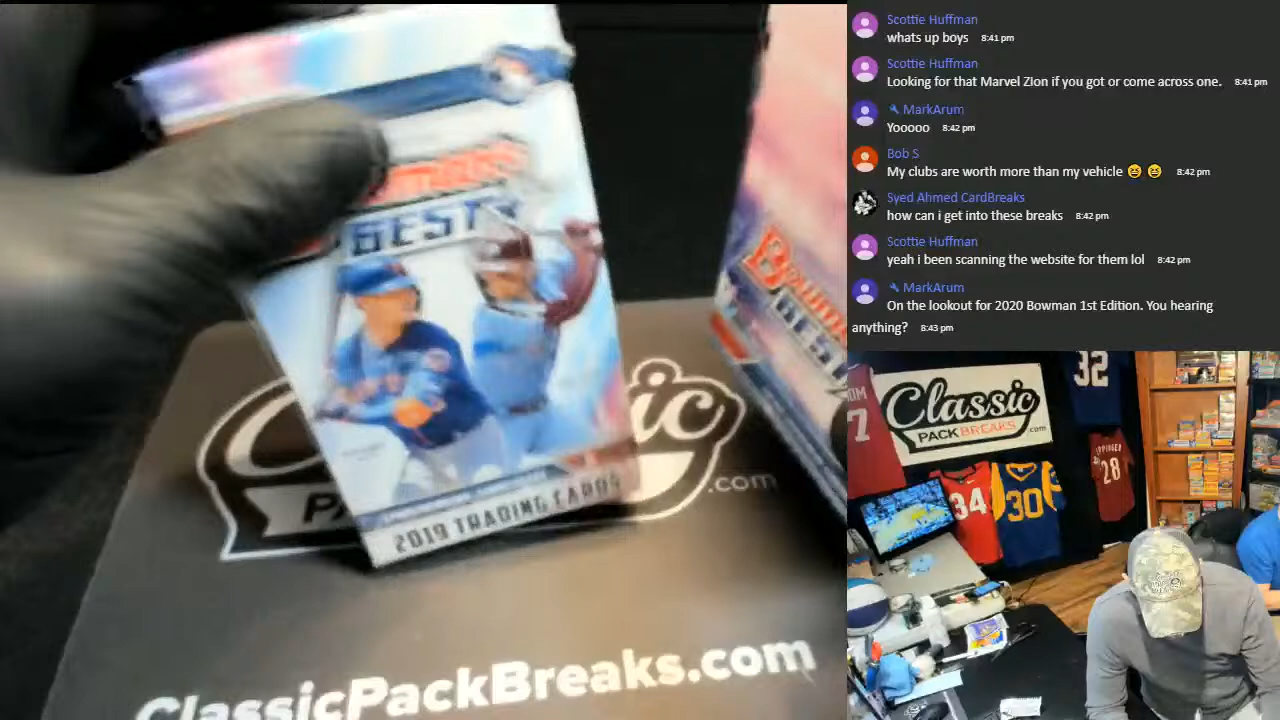 BEST
2019 TRADING CARDS
BOWMAN
BEST
ic
PA
.com
ClassicPackBreaks.com
Scottie Huffman
whats up boys 8:41 pm
Scottie Huffman
Looking for that Marvel Zion if you got or come across one. 8:41 pm
MarkArum
Yooooo 8:42 pm
Bob S
My clubs are worth more than my vehicle 😆 😆 8:42 pm
Syed Ahmed CardBreaks
how can i get into these breaks 8:42 pm
Scottie Huffman
yeah i been scanning the website for them lol 8:42 pm
MarkArum
On the lookout for 2020 Bowman 1st Edition. You hearing
anything? 8:43 pm
Classic
PACK BREAKS
.com
32
7
34
30
28